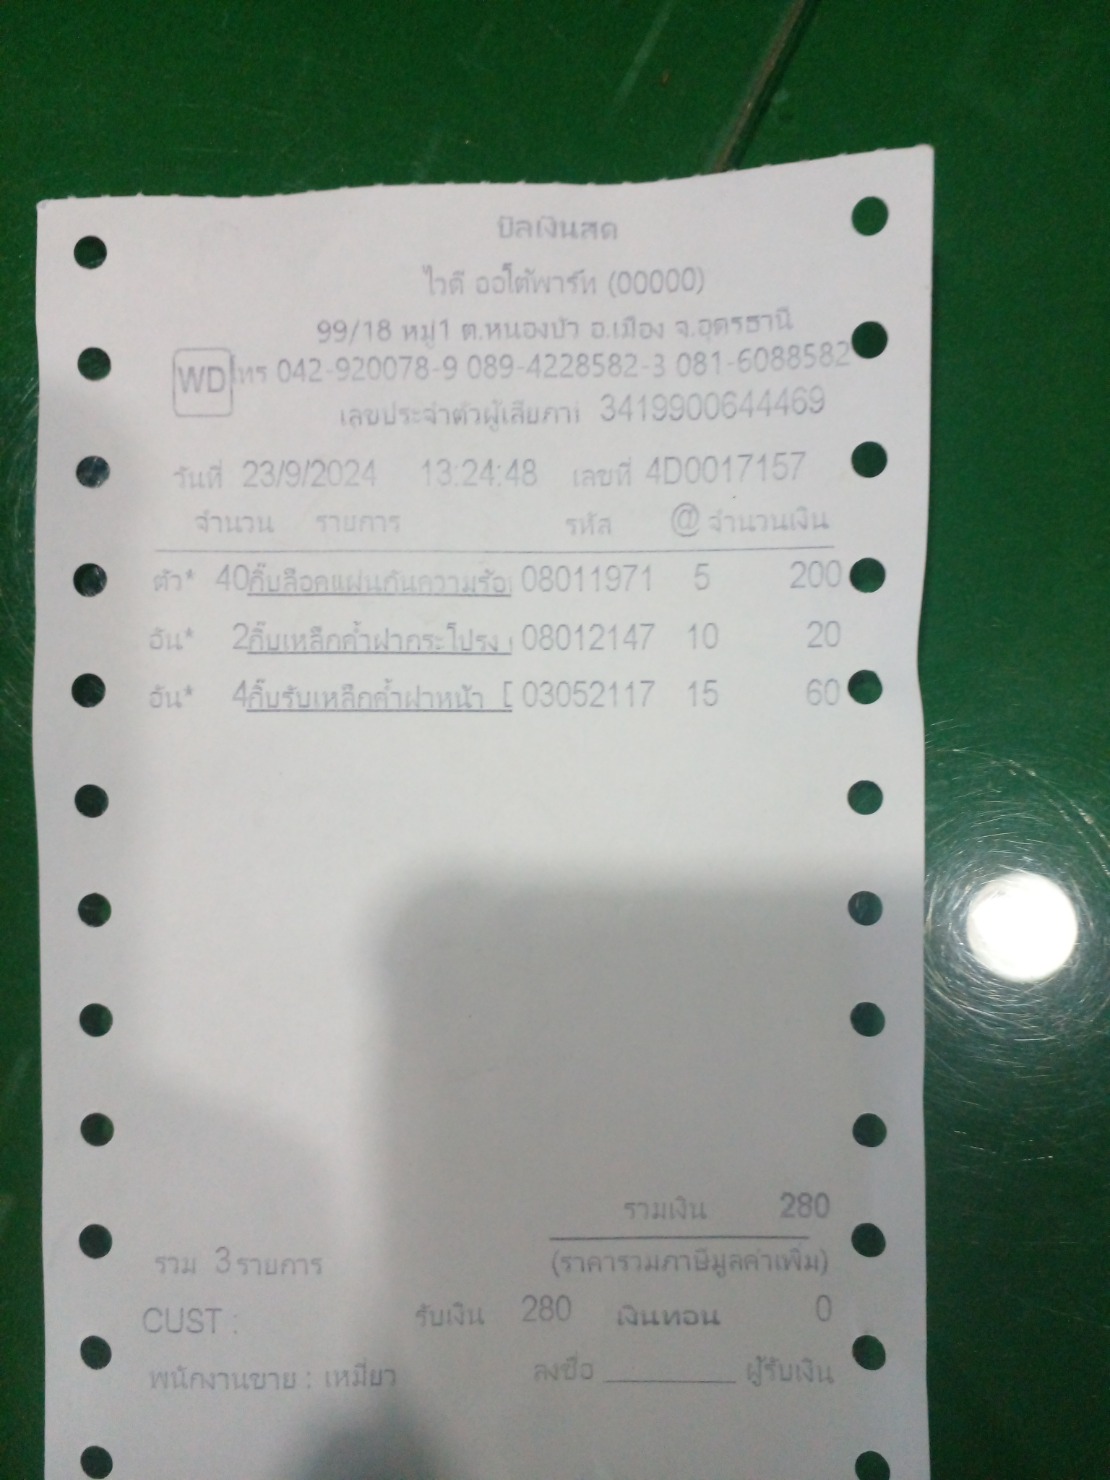 บิลเงินสด
ไวดี ออโต้พาร์ท (00000)
99/18 หมู่1 ต.หนองบัว อ.เมือง จ.อุดรธานี
WD โทร 042-920078-9 089-4228582-3 081-6088582
เลขประจำตัวผู้เสียภาษี 3419900644469
วันที่ 23/9/2024 13:24:48 เลขที่ 4D0017157
จำนวน รายการ รหัส @ จำนวนเงิน
ตัว* 40 กิ๊บล๊อคแผ่นกันความร้อ 08011971 5 200
อัน* 2 กิ๊บเหล็กค้ำฝากระโปรง 08012147 10 20
อัน* 4 กิ๊บรับเหล็กค้ำฝาหน้า [ 03052117 15 60
รวมเงิน 280
รวม 3 รายการ (ราคารวมภาษีมูลค่าเพิ่ม)
CUST : รับเงิน 280 เงินทอน 0
พนักงานขาย : เหมียว ลงชื่อ ________ ผู้รับเงิน